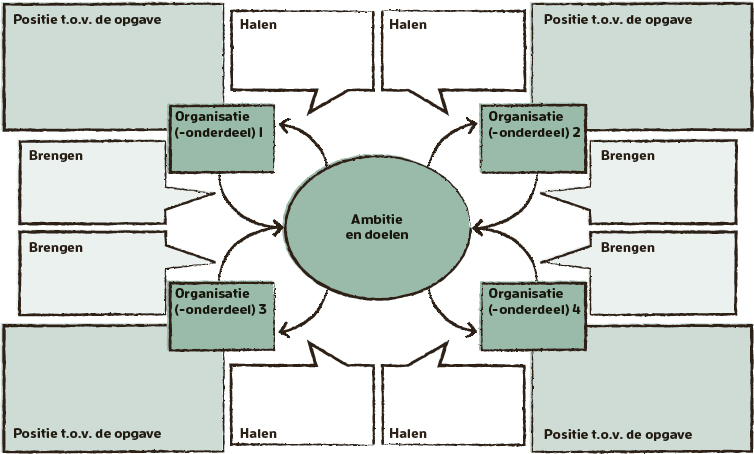 Positie t.o.v. de opgave
Halen
Halen
Positie t.o.v. de opgave
Organisatie
(-onderdeel) 1
Organisatie
(-onderdeel) 2
Brengen
Brengen
Ambitie
en doelen
Brengen
Brengen
Organisatie
(-onderdeel) 3
Organisatie
(-onderdeel) 4
Positie t.o.v. de opgave
Halen
Halen
Positie t.o.v. de opgave